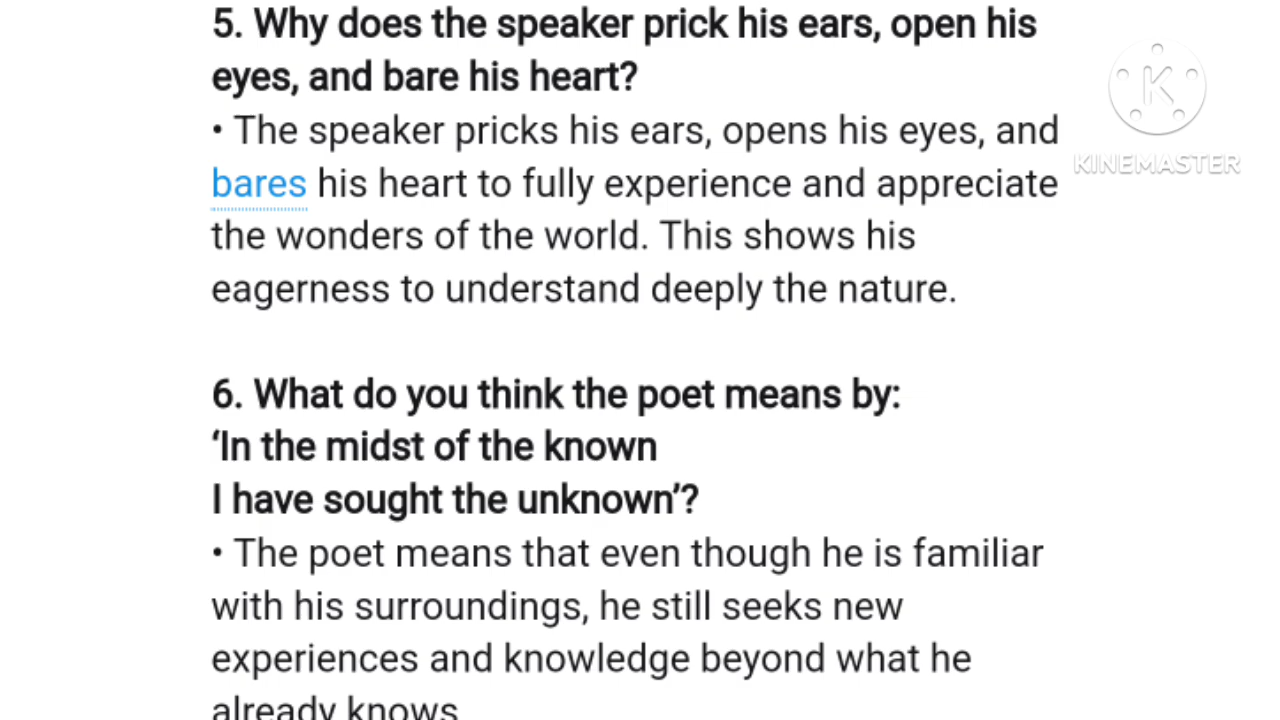 5. Why does the speaker prick his ears, open his
eyes, and bare his heart?
• The speaker pricks his ears, opens his eyes, and
bares his heart to fully experience and appreciate
the wonders of the world. This shows his
eagerness to understand deeply the nature.
6. What do you think the poet means by:
‘In the midst of the known
I have sought the unknown’?
• The poet means that even though he is familiar
with his surroundings, he still seeks new
experiences and knowledge beyond what he
already knows
K
KINEMASTER